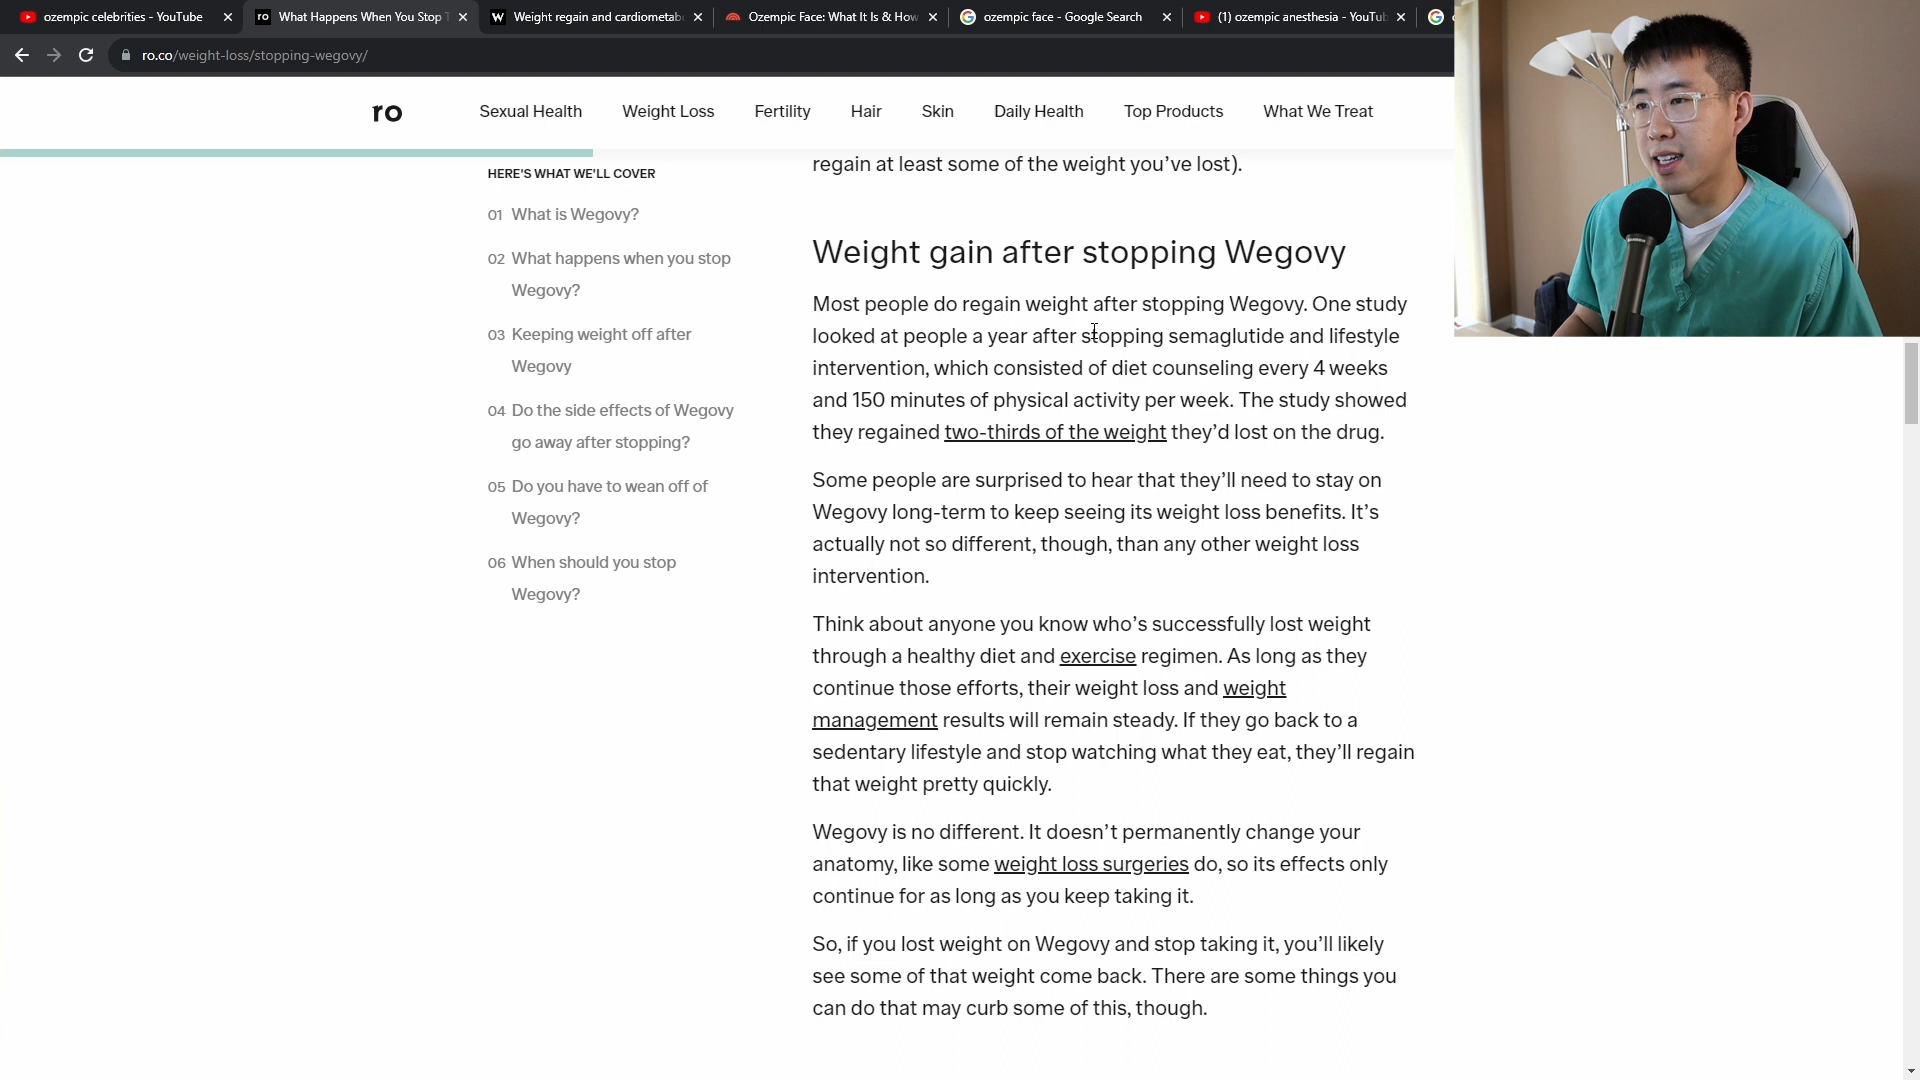 ozempic celebrities - YouTube
What Happens When You Stop T
Weight regain and cardiometab
Ozempic Face: What It Is & How
ozempic face - Google Search
(1) ozempic anesthesia - YouTub
ro.co/weight-loss/stopping-wegovy/
ro
Sexual Health
Weight Loss
Fertility
Hair
Skin
Daily Health
Top Products
What We Treat
HERE'S WHAT WE'LL COVER
01 What is Wegovy?
02 What happens when you stop
Wegovy?
03 Keeping weight off after
Wegovy
04 Do the side effects of Wegovy
go away after stopping?
05 Do you have to wean off of
Wegovy?
06 When should you stop
Wegovy?
regain at least some of the weight you've lost).
Weight gain after stopping Wegovy
Most people do regain weight after stopping Wegovy. One study
looked at people a year after stopping semaglutide and lifestyle
intervention, which consisted of diet counseling every 4 weeks
and 150 minutes of physical activity per week. The study showed
they regained two-thirds of the weight they'd lost on the drug.
Some people are surprised to hear that they'll need to stay on
Wegovy long-term to keep seeing its weight loss benefits. It's
actually not so different, though, than any other weight loss
intervention.
Think about anyone you know who's successfully lost weight
through a healthy diet and exercise regimen. As long as they
continue those efforts, their weight loss and weight
management results will remain steady. If they go back to a
sedentary lifestyle and stop watching what they eat, they'll regain
that weight pretty quickly.
Wegovy is no different. It doesn't permanently change your
anatomy, like some weight loss surgeries do, so its effects only
continue for as long as you keep taking it.
So, if you lost weight on Wegovy and stop taking it, you'll likely
see some of that weight come back. There are some things you
can do that may curb some of this, though.